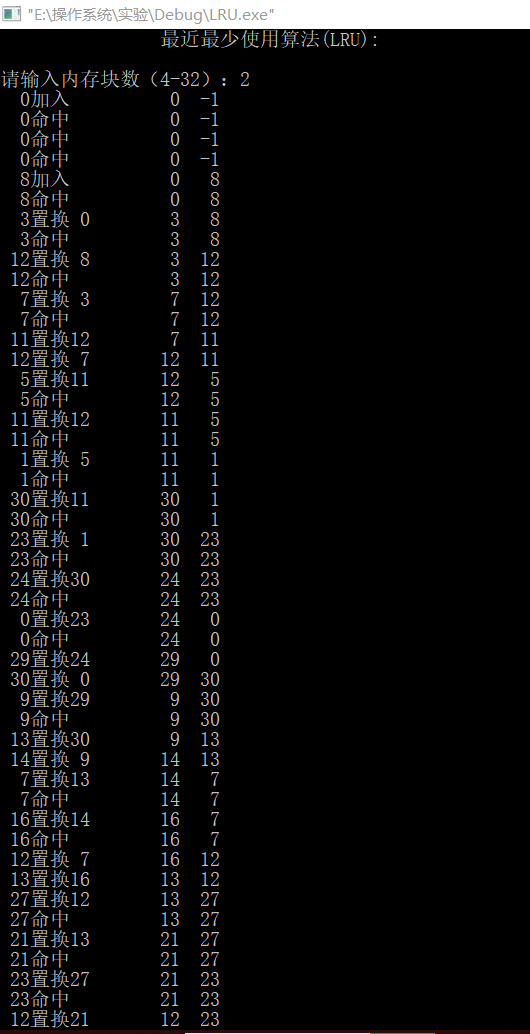 "E:\操作系统\实验\Debug\LRU.exe"
最近最少使用算法(LRU):
请输入内存块数（4-32）: 2
0加入 0 -1
0命中 0 -1
0命中 0 -1
0命中 0 -1
8加入 0 8
8命中 0 8
3置换 0 3 8
3命中 3 8
12置换 8 3 12
12命中 3 12
7置换 3 7 12
7命中 7 12
11置换12 7 11
12置换 7 12 11
5置换11 12 5
5命中 12 5
11置换12 11 5
11命中 11 5
1置换 5 11 1
1命中 11 1
30置换11 30 1
30命中 30 1
23置换 1 30 23
23命中 30 23
24置换30 24 23
24命中 24 23
0置换23 24 0
0命中 24 0
29置换24 29 0
30置换 0 29 30
9置换29 9 30
9命中 9 30
13置换30 9 13
14置换 9 14 13
7置换13 14 7
7命中 14 7
16置换14 16 7
16命中 16 7
12置换 7 16 12
13置换16 13 12
27置换12 13 27
27命中 13 27
21置换13 21 27
21命中 21 27
23置换27 21 23
23命中 21 23
12置换21 12 23